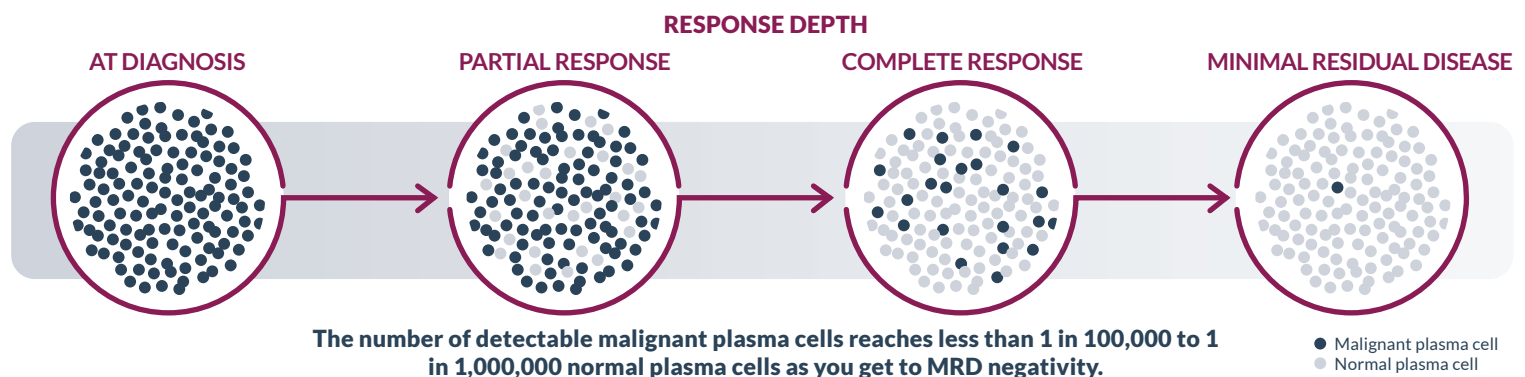 RESPONSE DEPTH
AT DIAGNOSIS
PARTIAL RESPONSE
COMPLETE RESPONSE
MINIMAL RESIDUAL DISEASE
The number of detectable malignant plasma cells reaches less than 1 in 100,000 to 1
in 1,000,000 normal plasma cells as you get to MRD negativity.
Malignant plasma cell
Normal plasma cell